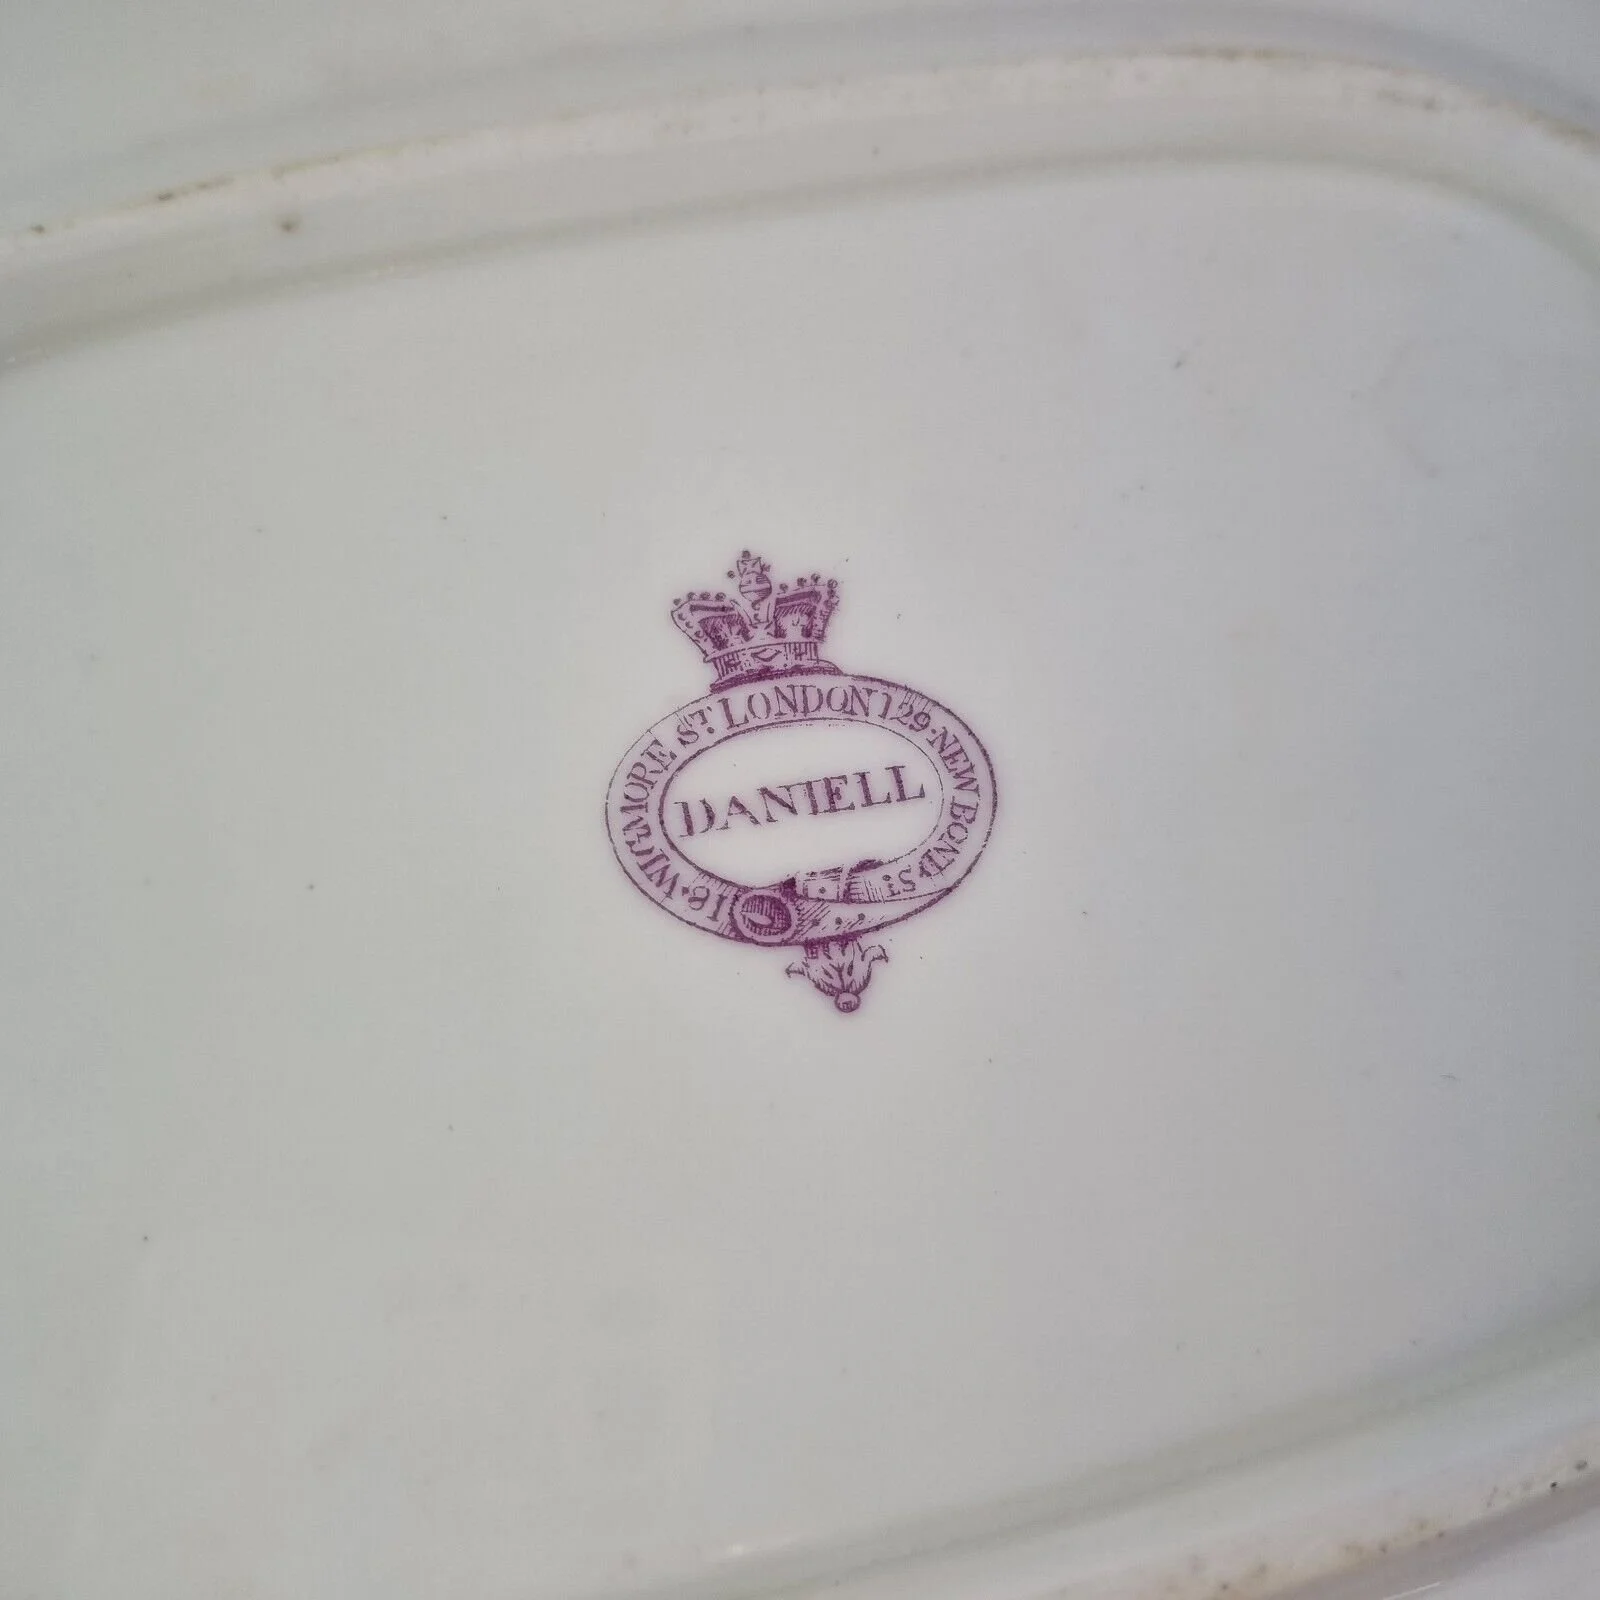 18·WIGMORE ST. LONDON 129·NEW BOND ST
DANIELL